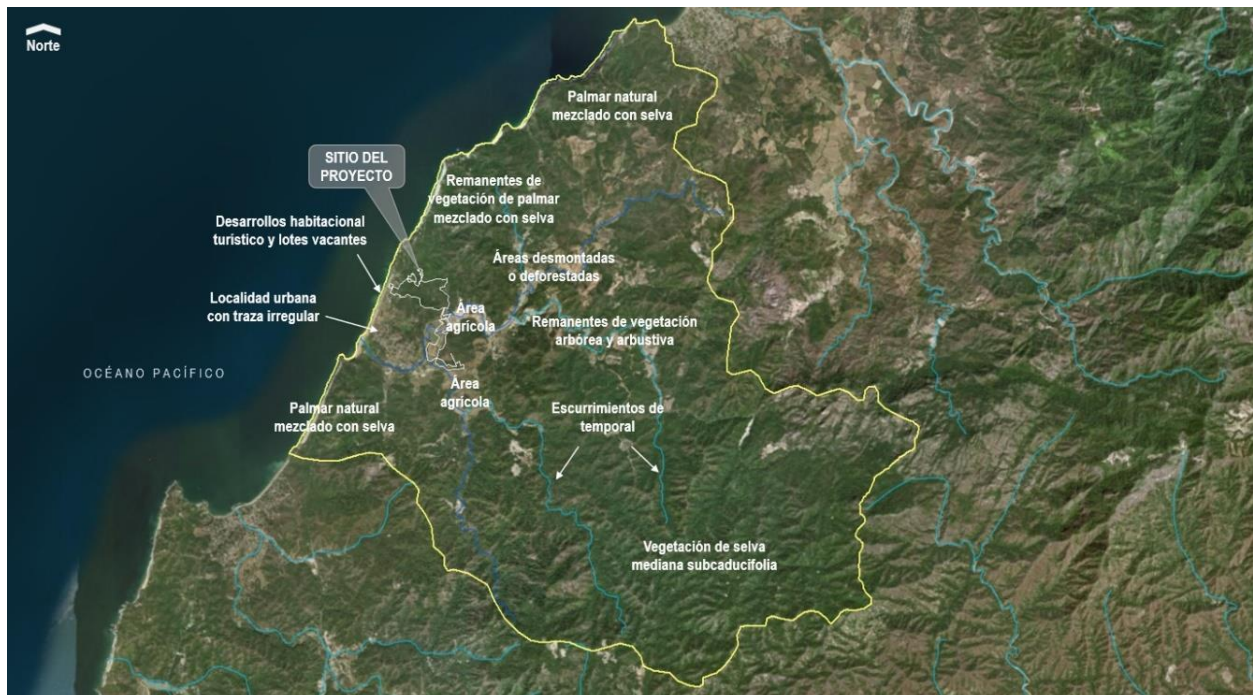 Norte
Palmar natural
mezclado con selva
SITIO DEL
PROYECTO
Remanentes de
vegetación de palmar
mezclado con selva
Desarrollos habitacional
turístico y lotes vacantes
Áreas desmontadas
o deforestadas
Localidad urbana
con traza irregular
Área
agrícola
Remanentes de vegetación
arbórea y arbustiva
OCÉANO PACÍFICO
Área
agrícola
Palmar natural
mezclado con selva
Escurrimientos de
temporal
Vegetación de selva
mediana subcaducifolia